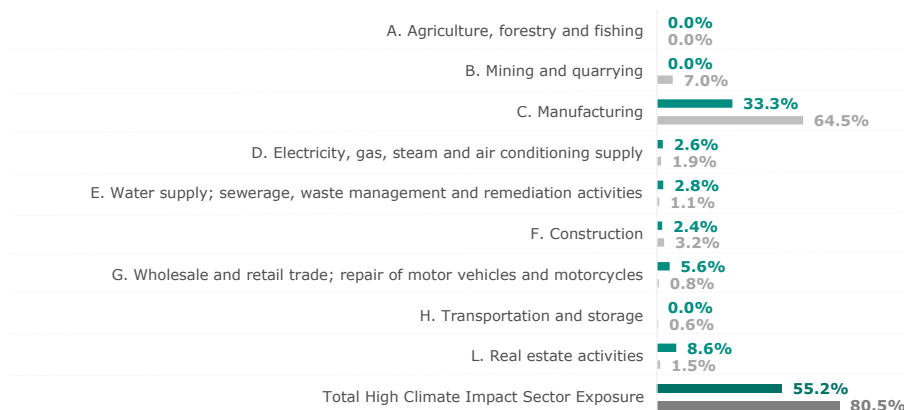 A. Agriculture, forestry and fishing
0.0%
0.0%
B. Mining and quarrying
0.0%
7.0%
C. Manufacturing
33.3%
64.5%
D. Electricity, gas, steam and air conditioning supply
2.6%
1.9%
E. Water supply; sewerage, waste management and remediation activities
2.8%
1.1%
F. Construction
2.4%
3.2%
G. Wholesale and retail trade; repair of motor vehicles and motorcycles
5.6%
0.8%
H. Transportation and storage
0.0%
0.6%
L. Real estate activities
8.6%
1.5%
Total High Climate Impact Sector Exposure
55.2%
80.5%